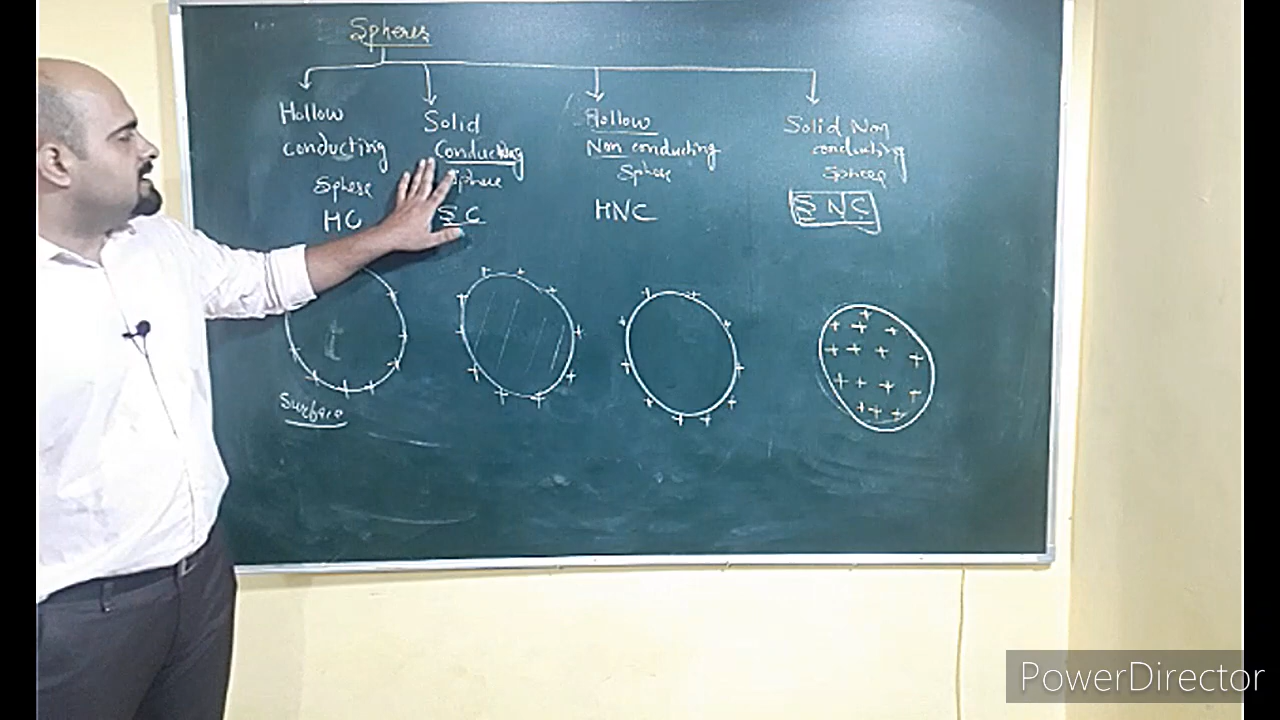 Spheres
Hollow
conducting
Sphere
HC
Solid
Conducting
Sphere
SC
Hollow
Non conducting
Sphere
HNC
Solid Non
conducting
Sphere
SNC
Surface
PowerDirector